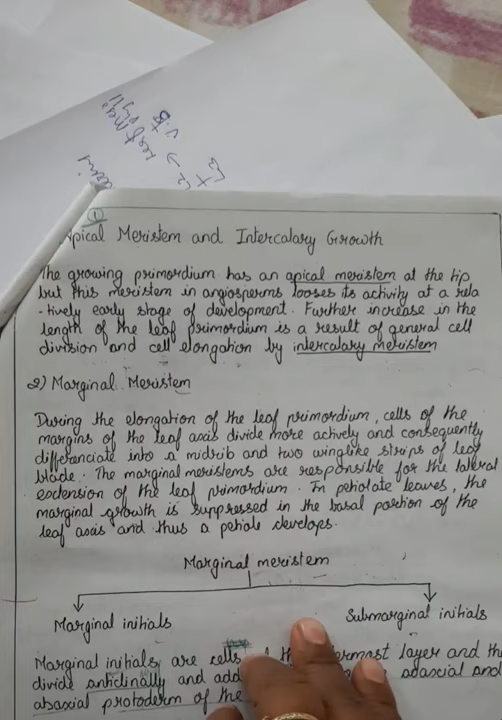 ①
Apical Meristem and Intercalary Growth
The growing primordium has an apical meristem at the tip
but this meristem in angiosperms looses its activity at a rela
-tively early stage of development. Further increase in the
length of the leaf primordium is a result of general cell
division and cell elongation by intercalary meristem
2) Marginal Meristem
During the elongation of the leaf primordium, cells of the
margins of the leaf axis divide more actively and consequently
differenciate into a midrib and two winglike strips of leaf
blade. The marginal meristems are responsible for the lateral
extension of the leaf primordium. In petiolate leaves, the
marginal growth is suppressed in the basal portion of the
leaf axis and thus a petiole develops.
Marginal meristem
Marginal initials
Submarginal initials
Marginal initials are cells layer and
divide anticlinally and adaxial and
abaxial protoderm of the